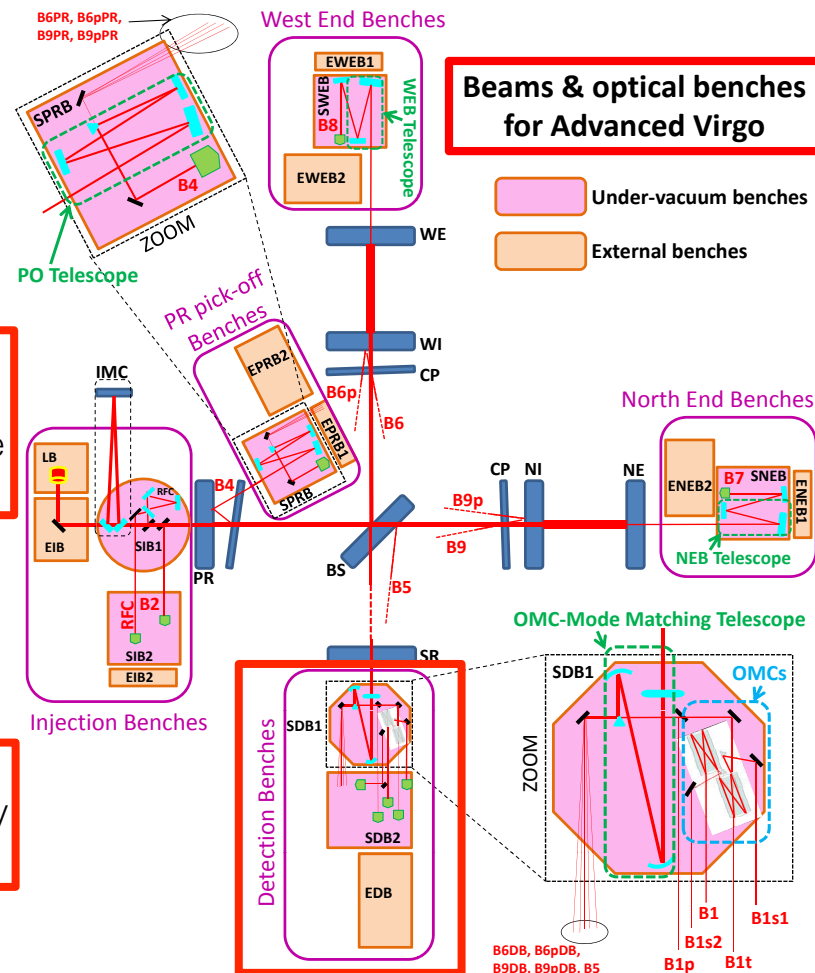 B6PR, B6pPR,
B9PR, B9pPR
West End Benches
EWEB1
SWEB
B8
WEB Telescope
EWEB2
Beams & optical benches
for Advanced Virgo
Under-vacuum benches
External benches
SPRB
B4
ZOOM
PO Telescope
WE
PR pick-off
Benches
WI
CP
EPRB2
B6p
B6
EPRB1
SPRB
IMC
e
LB
RFC
EIB
SIB1
B4
PR
BS
B5
CP
NI
NE
B9p
B9
North End Benches
ENEB2
B7
SNEB
ENEB1
NEB Telescope
RFC
B2
SIB2
EIB2
Injection Benches
SR
OMC-Mode Matching Telescope
SDB1
OMCs
ZOOM
Detection Benches
SDB1
SDB2
EDB
y
B1
B1s1
B1s2
B1p
B1t
B6DB, B6pDB,
B9DB, B9pDB, B5